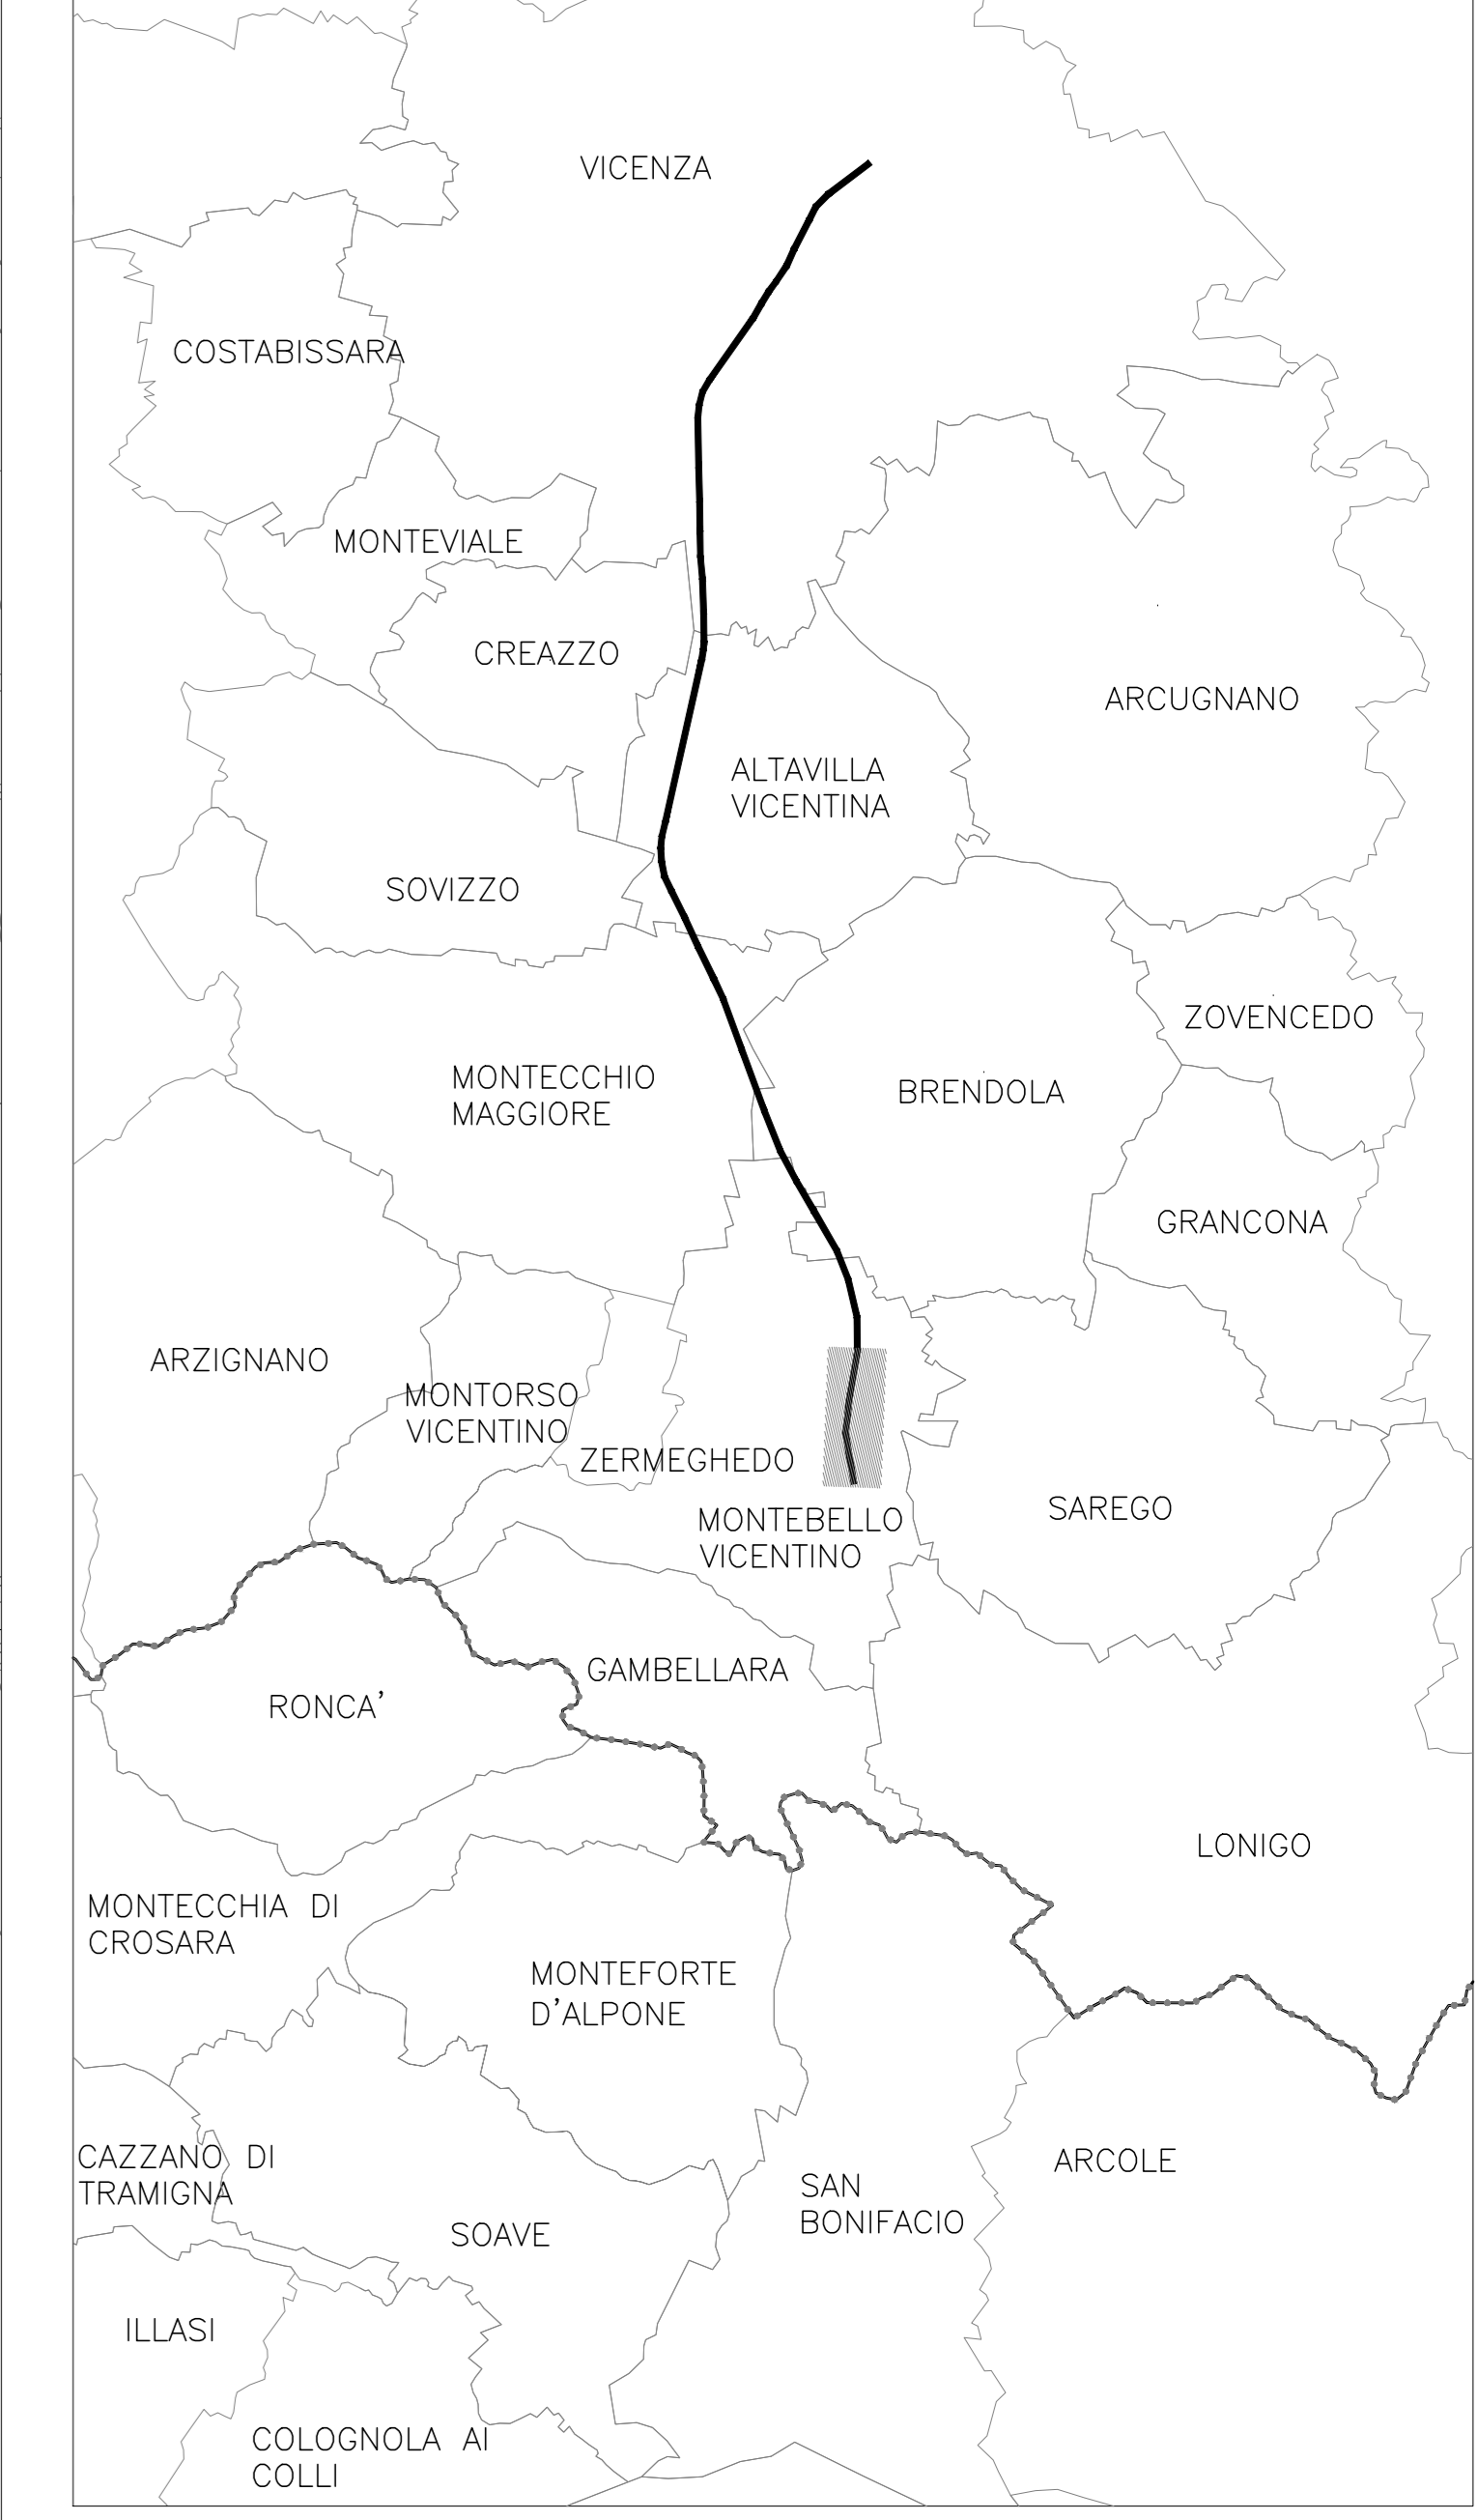 VICENZA
COSTABISSARA
MONTEVIALE
CREAZZO
ARCUGNANO
ALTAVILLA
VICENTINA
SOVIZZO
ZOVENCEDO
MONTECCHIO
MAGGIORE
BRENDOLA
GRANCONA
ARZIGNANO
MONTORSO
VICENTINO
ZERMEGHEDO
SAREGO
MONTEBELLO
VICENTINO
GAMBELLARA
RONCA'
LONIGO
MONTECCHIA DI
CROSARA
MONTEFORTE
D'ALPONE
CAZZANO DI
TRAMIGNA
ARCOLE
SAN
BONIFACIO
SOAVE
ILLASI
COLOGNOLA AI
COLLI